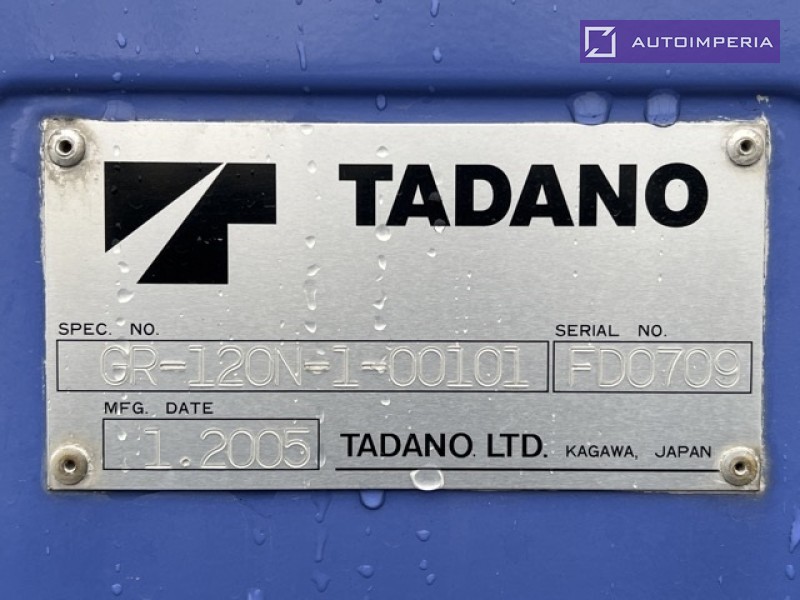 AUTOIMPERIA
TADANO
SPEC. NO.
SERIAL NO.
GR-120N-1-00101
FD0709
MFG. DATE
1.2005
TADANO. LTD. KAGAWA, JAPAN